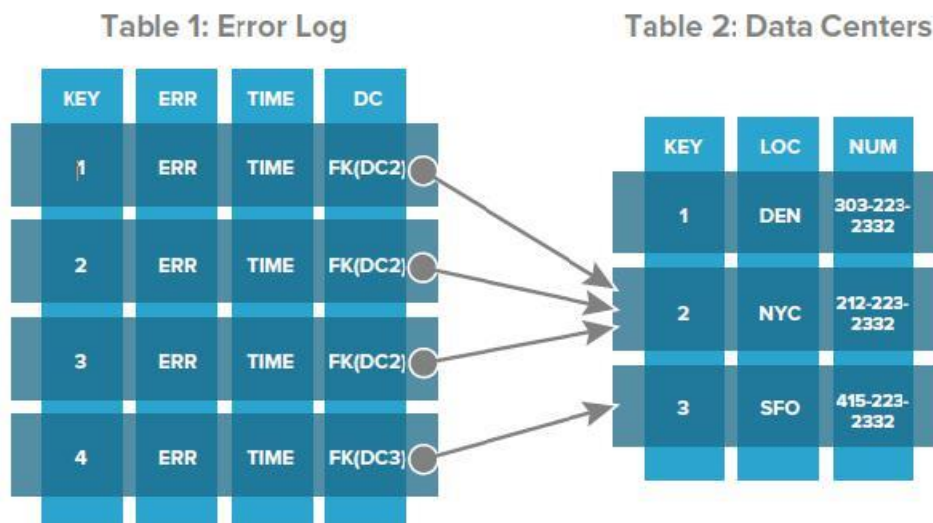 Table 1: Error Log
KEY ERR TIME DC
1 ERR TIME FK(DC2)
2 ERR TIME FK(DC2)
3 ERR TIME FK(DC2)
4 ERR TIME FK(DC3)
Table 2: Data Centers
KEY LOC NUM
1 DEN 303-223-
2332
2 NYC 212-223-
2332
3 SFO 415-223-
2332